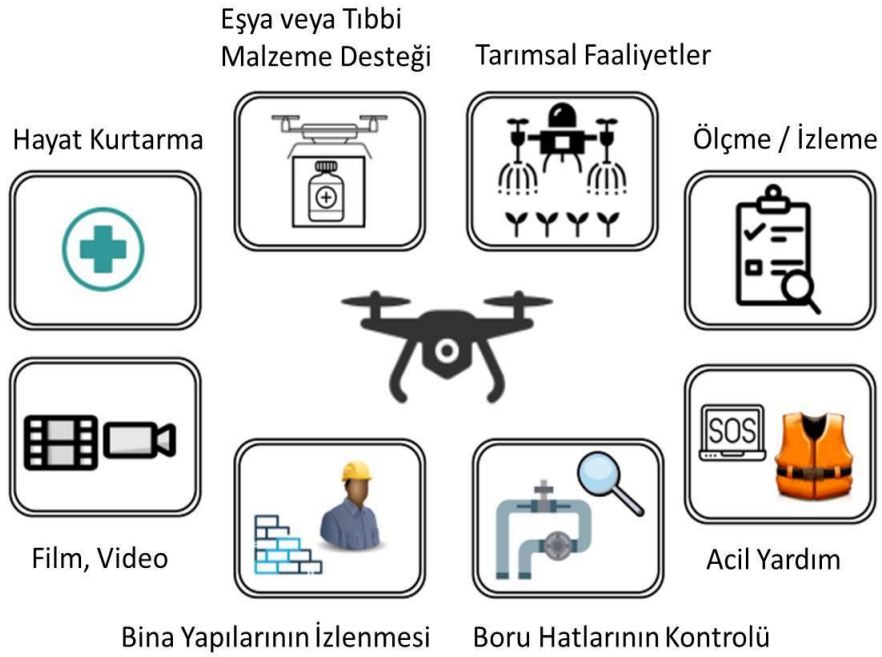 Eşya veya Tıbbi
Malzeme Desteği
Tarımsal Faaliyetler
Hayat Kurtarma
Ölçme / İzleme
SOS
Film, Video
Acil Yardım
Bina Yapılarının İzlenmesi
Boru Hatlarının Kontrolü